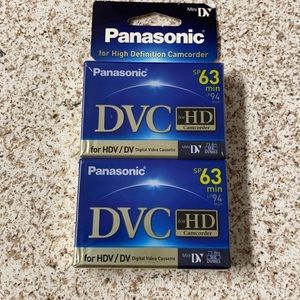 Mini DV
Panasonic
for High Definition Camcorder
Panasonic
SP 63 min
LP 94
DVC
for HD
Camcorder
for HDV / DV Digital Video Cassette
Mini DV
Panasonic
SP 63 min
LP 94
DVC
for HD
Camcorder
for HDV / DV Digital Video Cassette
Mini DV